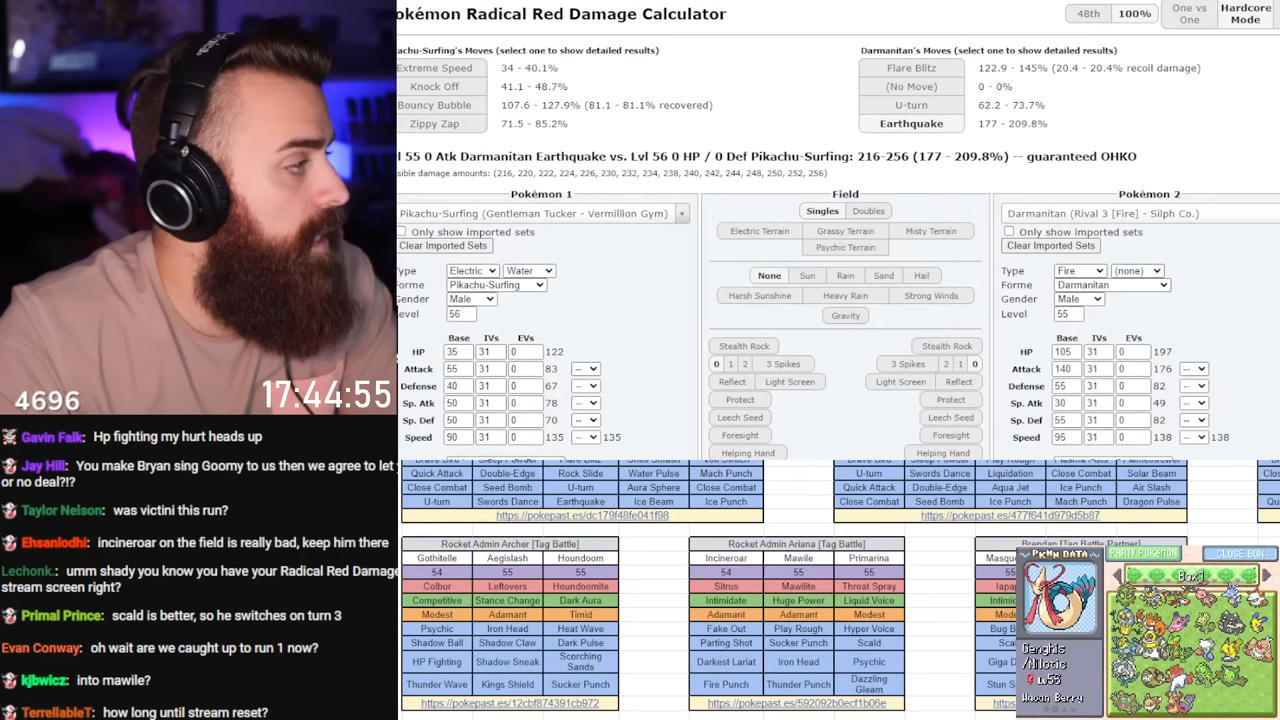 okémon Radical Red Damage Calculator
48th 100%
One vs One
Hardcore Mode
kachu-Surfing's Moves (select one to show detailed results)
Extreme Speed 34 - 40.1%
Knock Off 41.1 - 48.7%
Bouncy Bubble 107.6 - 127.9% (81.1 - 81.1% recovered)
Zippy Zap 71.5 - 85.2%
Darmanitan's Moves (select one to show detailed results)
Flare Blitz 122.9 - 145% (20.4 - 20.4% recoil damage)
(No Move) 0 - 0%
U-turn 62.2 - 73.7%
Earthquake 177 - 209.8%
l 55 0 Atk Darmanitan Earthquake vs. Lvl 56 0 HP / 0 Def Pikachu-Surfing: 216-256 (177 - 209.8%) -- guaranteed OHKO
sible damage amounts: (216, 220, 222, 224, 226, 230, 232, 234, 238, 240, 242, 244, 248, 250, 252, 256)
Pokémon 1
Pikachu-Surfing (Gentleman Tucker - Vermillion Gym)
Only show imported sets
Clear Imported Sets
Type Electric Water
Forme Pikachu-Surfing
Gender Male
Level 56
Base IVs EVs
HP 35 31 0 122
Attack 55 31 0 83 --
Defense 40 31 0 67 --
Sp. Atk 50 31 0 78 --
Sp. Def 50 31 0 70 --
Speed 90 31 0 135 -- 135
Field
Singles Doubles
Electric Terrain Grassy Terrain Misty Terrain
Psychic Terrain
None Sun Rain Sand Hail
Harsh Sunshine Heavy Rain Strong Winds
Gravity
Stealth Rock Stealth Rock
0 1 2 3 Spikes 3 Spikes 2 1 0
Reflect Light Screen Light Screen Reflect
Protect Protect
Leech Seed Leech Seed
Foresight Foresight
Helping Hand Helping Hand
Pokémon 2
Darmanitan (Rival 3 [Fire] - Silph Co.)
Only show imported sets
Clear Imported Sets
Type Fire (none)
Forme Darmanitan
Gender Male
Level 55
Base IVs EVs
HP 105 31 0 197
Attack 140 31 0 176 --
Defense 55 31 0 82 --
Sp. Atk 30 31 0 49 --
Sp. Def 55 31 0 82 --
Speed 95 31 0 138 -- 138
4696
17:44:55
Gavin Falk: Hp fighting my hurt heads up
Jay Hill: You make Bryan sing Goomy to us then we agree to let
or no deal?!?
Taylor Nelson: was victini this run?
Ehsanlodhi: incineroar on the field is really bad, keep him there
Lechonk.: umm shady you know you have your Radical Red Damage
stream screen right?
Primal Prince: scald is better, so he switches on turn 3
Evan Conway: oh wait are we caught up to run 1 now?
kjbwicz: into mawile?
TerrellableT: how long until stream reset?
Quick Attack Double-Edge Rock Slide Water Pulse Mach Punch
Close Combat Seed Bomb U-turn Aura Sphere Close Combat
U-turn Swords Dance Earthquake Ice Beam Ice Punch
https://pokepast.es/dc179f48fe041f98
U-turn Swords Dance Liquidation Solar Beam
Quick Attack Double-Edge Aqua Jet Ice Punch Air Slash
Close Combat Seed Bomb Ice Punch Mach Punch Dragon Pulse
https://pokepast.es/477f641d979d5b87
Rocket Admin Archer [Tag Battle]
Gothitelle Aegislash Houndoom
54 55 55
Colbur Leftovers Houndoomite
Competitive Stance Change Dark Aura
Modest Adamant Timid
Psychic Iron Head Heat Wave
Shadow Ball Shadow Claw Dark Pulse
HP Fighting Shadow Sneak Scorching Sands
Thunder Wave Kings Shield Sucker Punch
https://pokepast.es/12cbf874391cb972
Rocket Admin Ariana [Tag Battle]
Incineroar Mawile Primarina
54 55 55
Sitrus Mawilite Throat Spray
Intimidate Huge Power Liquid Voice
Adamant Adamant Modest
Fake Out Play Rough Hyper Voice
Parting Shot Sucker Punch Scald
Darkest Lariat Iron Head Psychic
Fire Punch Thunder Punch Dazzling Gleam
https://pokepast.es/592092b0ecf1b06e
Brendan [Tag Battle Partner]
Masqu
55
Iapa
Intimi
Adam
Bug B
Sca
Giga D
Stun S
PKMN DATA
PARTY POKéMON
CLOSE BOX
Box1
/Milotic
♀ Lv53